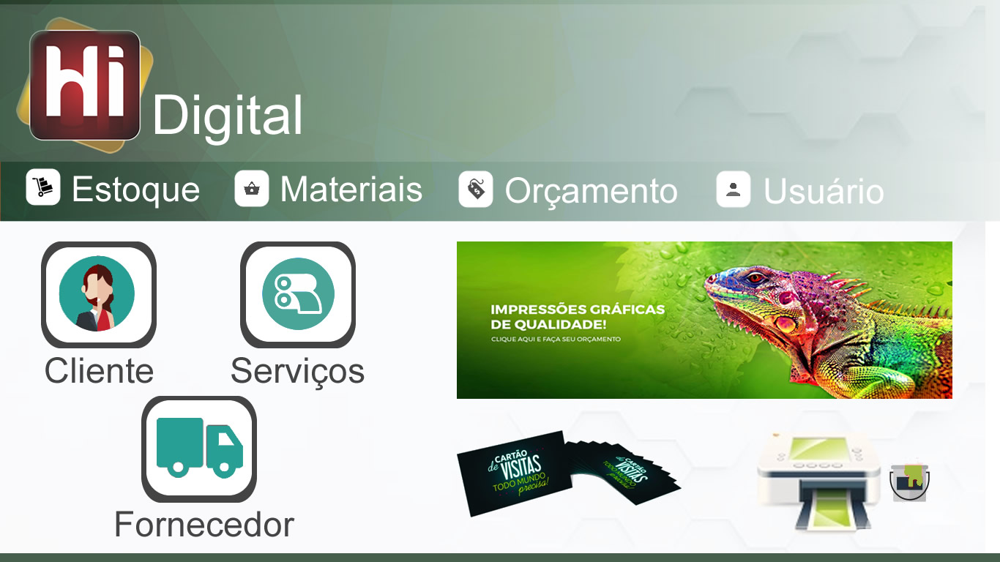 Hi Digital
Estoque
Materiais
Orçamento
Usuário
Cliente
Serviços
Fornecedor
IMPRESSÕES GRÁFICAS
DE QUALIDADE!
CLIQUE AQUI E FAÇA SEU ORÇAMENTO
CARTÃO
de VISITAS
TODO MUNDO
precisa!
CARTÃO
de VISITAS
TODO MUNDO
precisa!